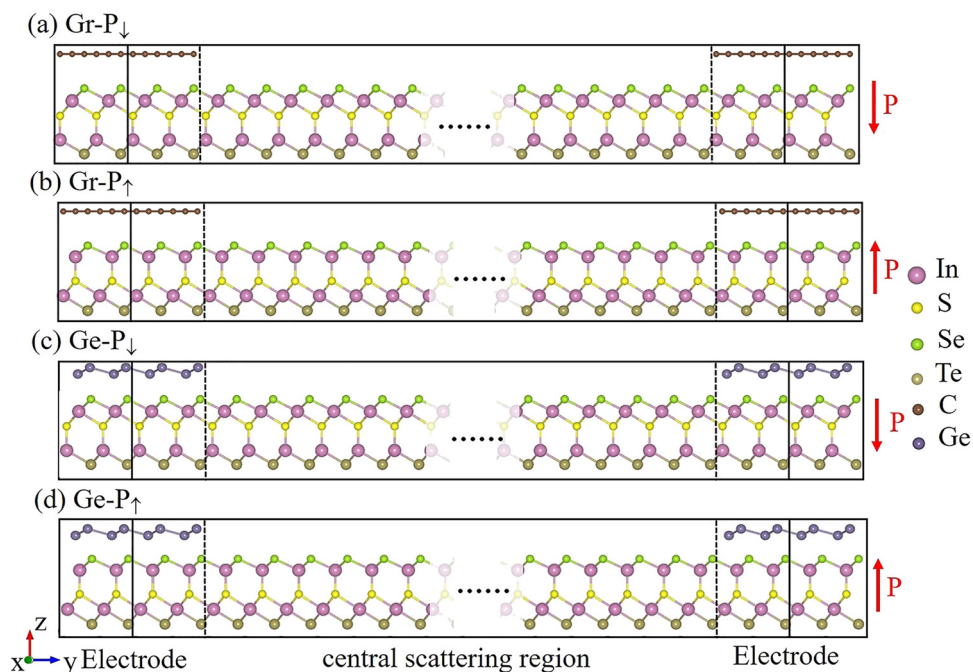 (a) Gr-P↓
P
(b) Gr-P↑
P
In
S
Se
Te
C
Ge
(c) Ge-P↓
P
(d) Ge-P↑
P
z
x y Electrode central scattering region Electrode